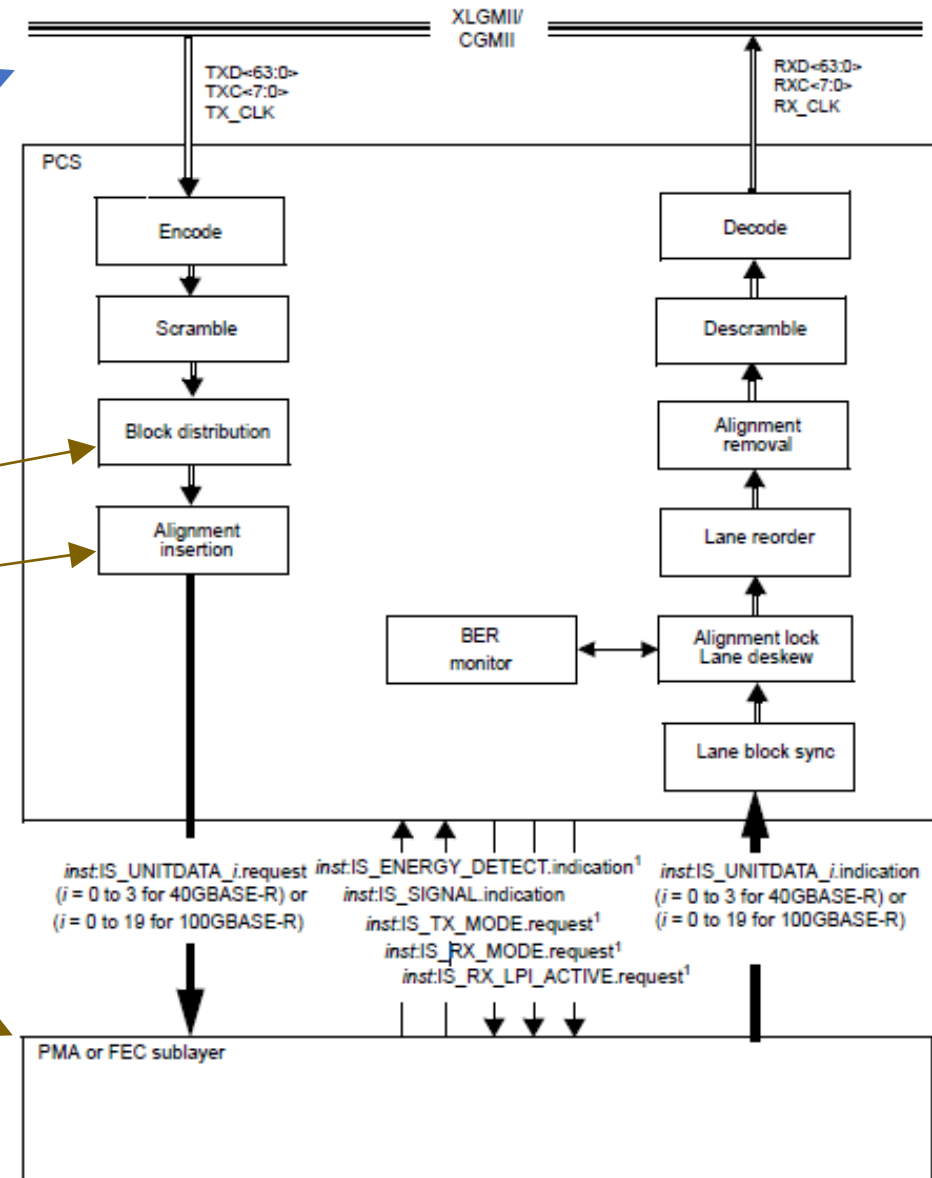 XLGMII/
CGMII
TXD<63:0>
TXC<7:0>
TX_CLK
RXD<63:0>
RXC<7:0>
RX_CLK
PCS
Encode
Decode
Scramble
Descramble
Block distribution
Alignment
removal
Alignment
insertion
Lane reorder
BER
monitor
Alignment lock
Lane deskew
Lane block sync
inst:IS_UNITDATA_i.request
(i = 0 to 3 for 40GBASE-R) or
(i = 0 to 19 for 100GBASE-R)
inst:IS_ENERGY_DETECT.indication¹
inst:IS_SIGNAL.indication
inst:IS_TX_MODE.request¹
inst:IS_RX_MODE.request¹
inst:IS_RX_LPI_ACTIVE.request¹
inst:IS_UNITDATA_i.indication
(i = 0 to 3 for 40GBASE-R) or
(i = 0 to 19 for 100GBASE-R)
PMA or FEC sublayer